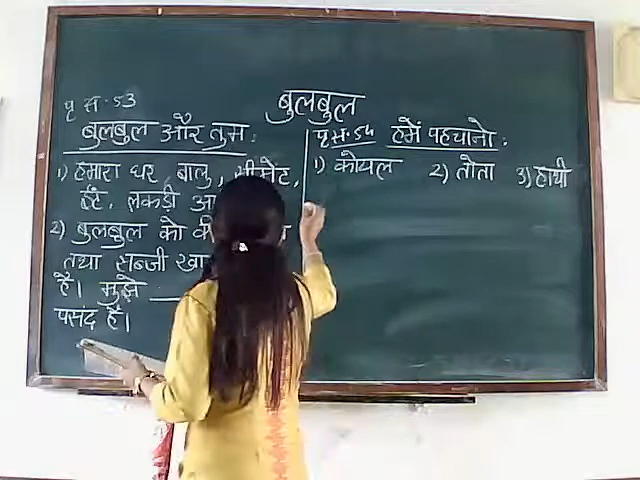 बुलबुल
पृ सं. 53
बुलबुल और तुम :
1) हमारा घर, बालु, सीमेंट,
ईंट, लकड़ी
2) बुलबुल को
तथा सब्जी
है। मुझे ____
पसंद है।
पृ सं. 54 हमें पहचानो :
1) कोयल 2) तोता 3) हाथी